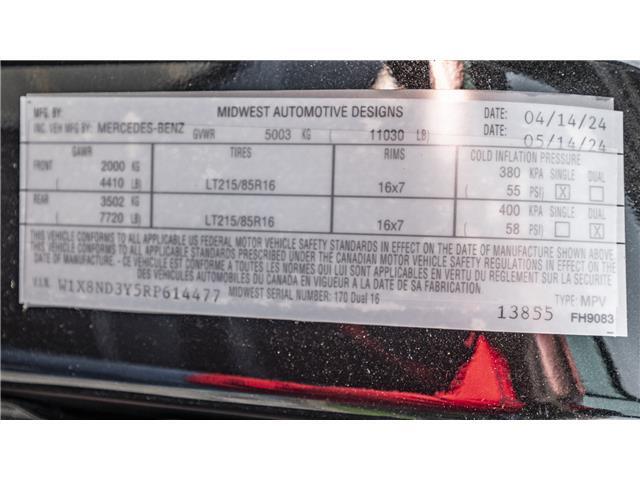 MFG BY: MIDWEST AUTOMOTIVE DESIGNS DATE: 04/14/24
INC. VEH MFG BY: MERCEDES-BENZ GVWR 5003 KG ( 11030 LB) DATE: 05/14/24
GAWR TIRES RIMS COLD INFLATION PRESSURE
FRONT 2000 KG 380 KPA SINGLE DUAL
( 4410 LB) LT215/85R16 16x7 ( 55 PSI) X
REAR 3502 KG 400 KPA SINGLE DUAL
( 7720 LB) LT215/85R16 16x7 ( 58 PSI) X
THIS VEHICLE CONFORMS TO ALL APPLICABLE US FEDERAL MOTOR VEHICLE SAFETY STANDARDS IN EFFECT ON THE DATE OF MANUFACTURE SHOWN ABOVE.
THIS VEHICLE CONFORMS TO ALL APPLICABLE STANDARDS PRESCRIBED UNDER THE CANADIAN MOTOR VEHICLE SAFETY REGULATIONS IN EFFECT ON
THE DATE OF MANUFACTURE - CE VÉHICULE EST CONFORME À TOUTES LES NORMES QUI LUI SONT APPLICABLES EN VERTU DU RÈGLEMENT SUR LA SÉCURITÉ
DES VÉHICULES AUTOMOBILES DU CANADA EN VIGUEUR À LA DATE DE SA FABRICATION
V.I.N. W1X8ND3Y5RP614477 MIDWEST SERIAL NUMBER: 170 Dual 16 TYPE: MPV
13855 FH9083